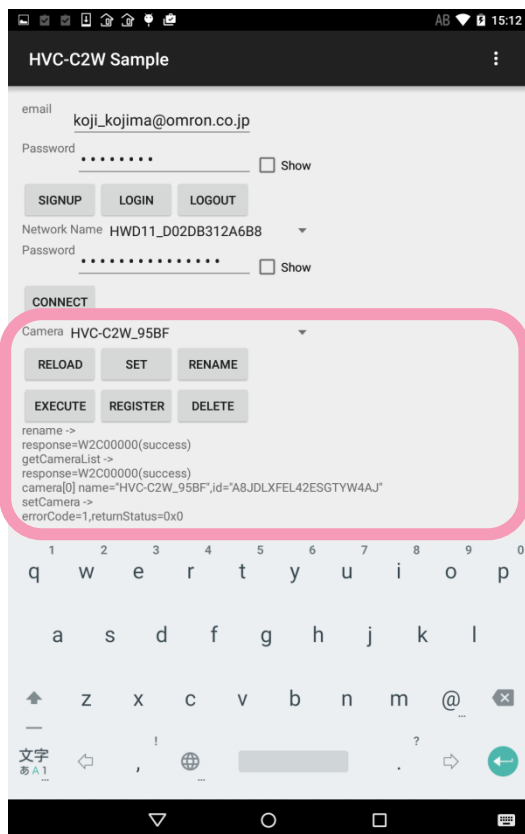 AB 15:12
HVC-C2W Sample
email
koji_kojima@omron.co.jp
Password
••••••••
Show
SIGNUP LOGIN LOGOUT
Network Name HWD11_D02DB312A6B8
Password
•••••••••••••••
Show
CONNECT
Camera HVC-C2W_95BF
RELOAD SET RENAME
EXECUTE REGISTER DELETE
rename ->
response=W2C00000(success)
getCameraList ->
response=W2C00000(success)
camera[0] name="HVC-C2W_95BF",id="A8JDLXFEL42ESGTYW4AJ"
setCamera ->
errorCode=1,returnStatus=0x0
1 2 3 4 5 6 7 8 9 0
q w e r t y u i o p
a s d f g h j k l
z x c v b n m @
...
! ?
文字 , .
あA1
... ...